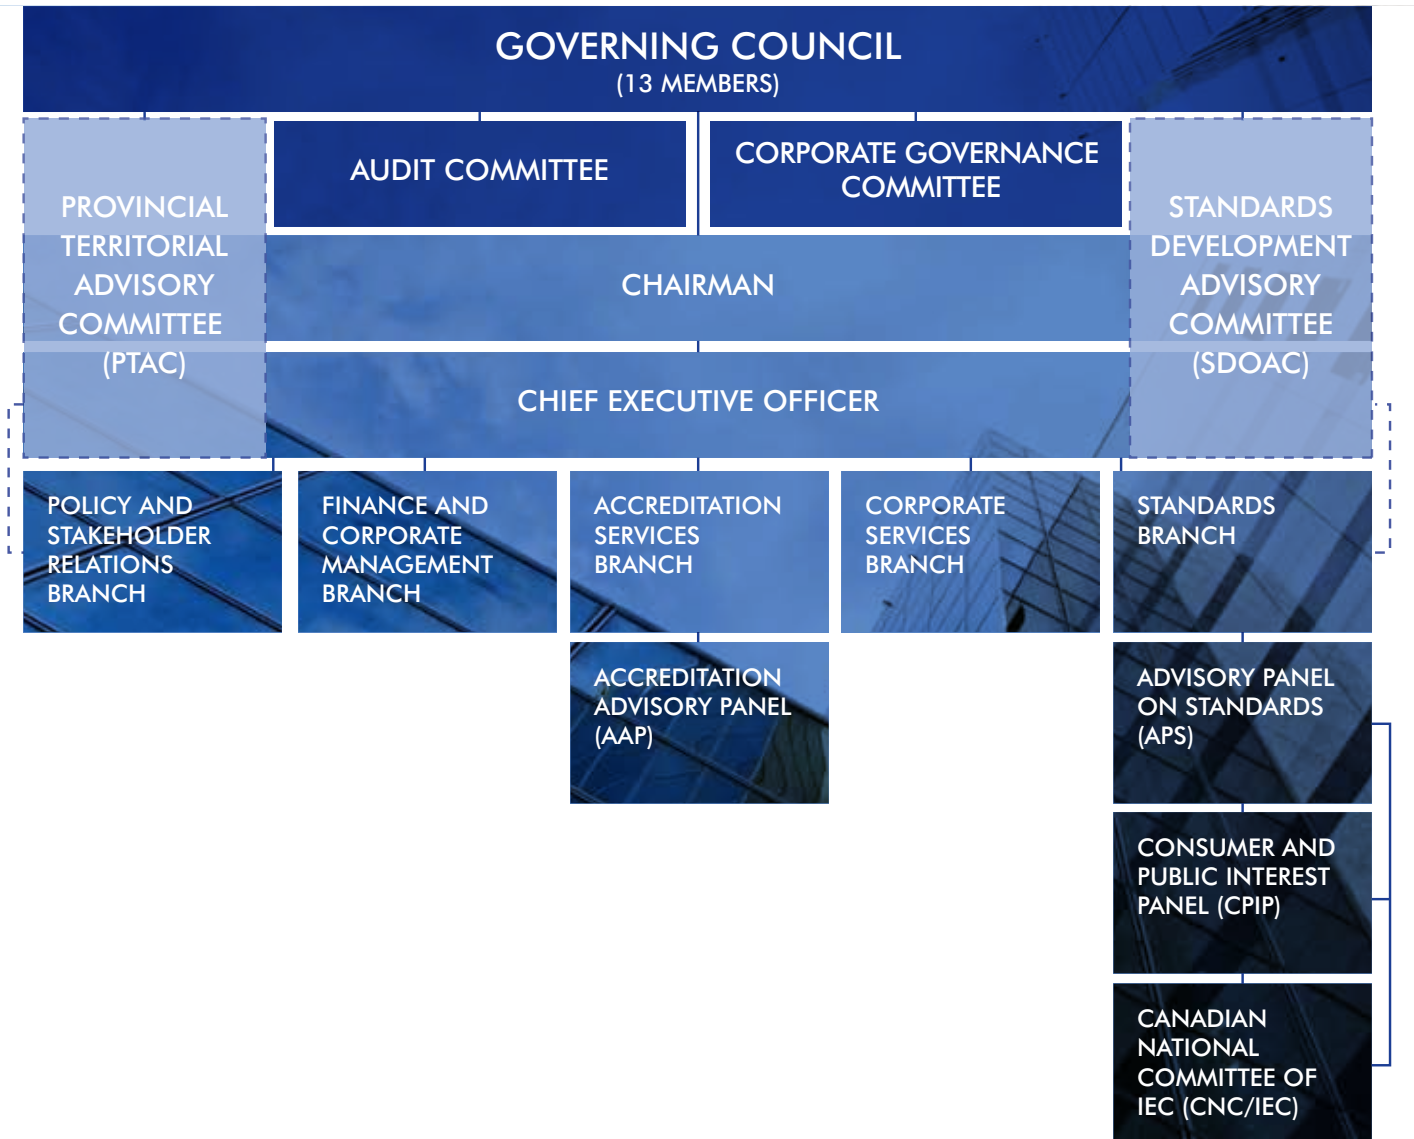 GOVERNING COUNCIL
(13 MEMBERS)
PROVINCIAL
TERRITORIAL
ADVISORY
COMMITTEE
(PTAC)
AUDIT COMMITTEE
CORPORATE GOVERNANCE
COMMITTEE
STANDARDS
DEVELOPMENT
ADVISORY
COMMITTEE
(SDOAC)
CHAIRMAN
CHIEF EXECUTIVE OFFICER
POLICY AND
STAKEHOLDER
RELATIONS
BRANCH
FINANCE AND
CORPORATE
MANAGEMENT
BRANCH
ACCREDITATION
SERVICES
BRANCH
CORPORATE
SERVICES
BRANCH
STANDARDS
BRANCH
ACCREDITATION
ADVISORY PANEL
(AAP)
ADVISORY PANEL
ON STANDARDS
(APS)
CONSUMER AND
PUBLIC INTEREST
PANEL (CPIP)
CANADIAN
NATIONAL
COMMITTEE OF
IEC (CNC/IEC)